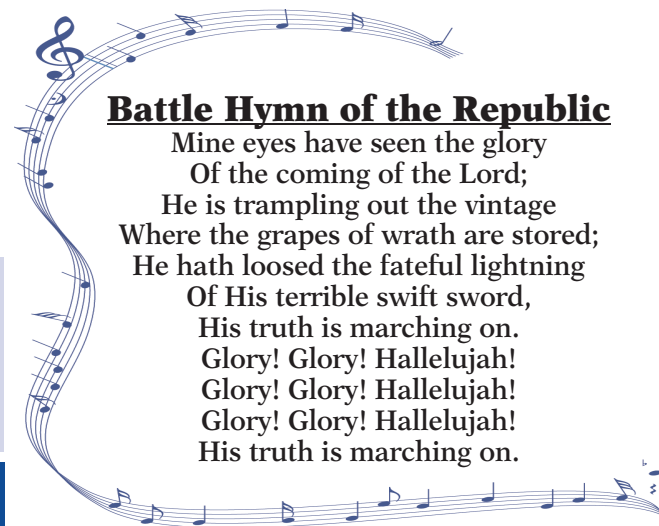 Battle Hymn of the Republic
Mine eyes have seen the glory
Of the coming of the Lord;
He is trampling out the vintage
Where the grapes of wrath are stored;
He hath loosed the fateful lightning
Of His terrible swift sword,
His truth is marching on.
Glory! Glory! Hallelujah!
Glory! Glory! Hallelujah!
Glory! Glory! Hallelujah!
His truth is marching on.